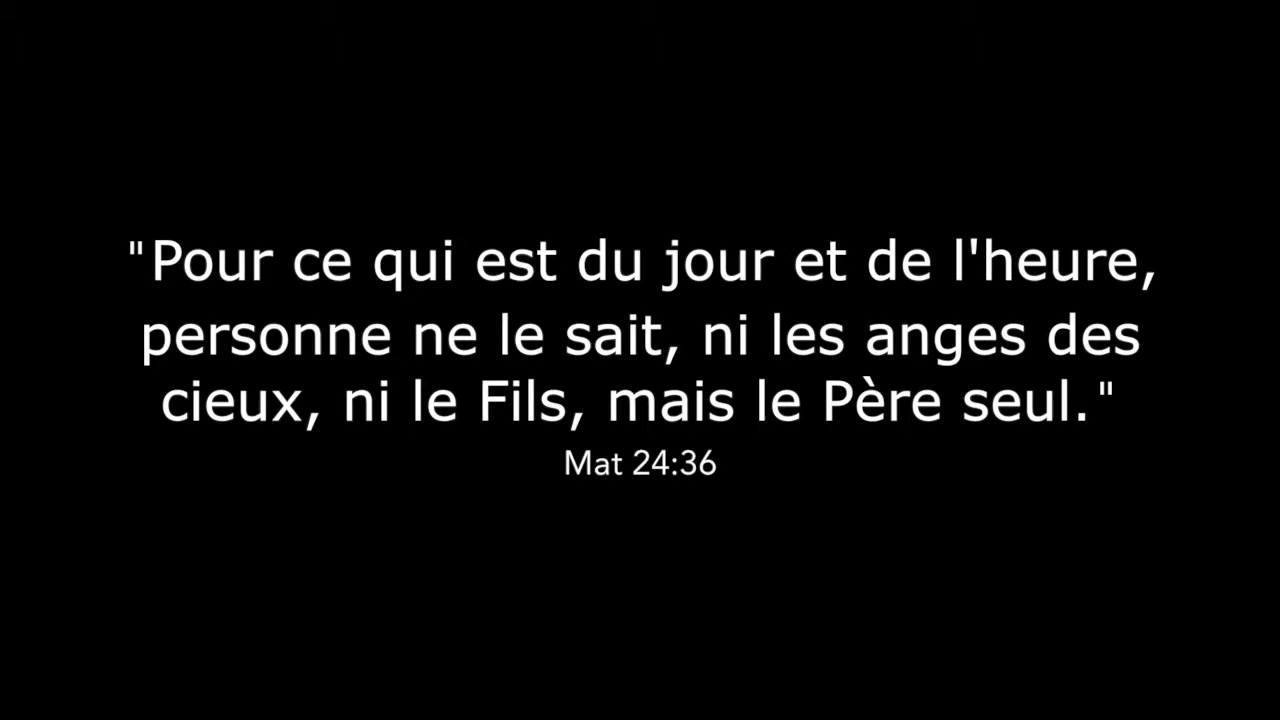 "Pour ce qui est du jour et de l'heure,
personne ne le sait, ni les anges des
cieux, ni le Fils, mais le Père seul."
Mat 24:36